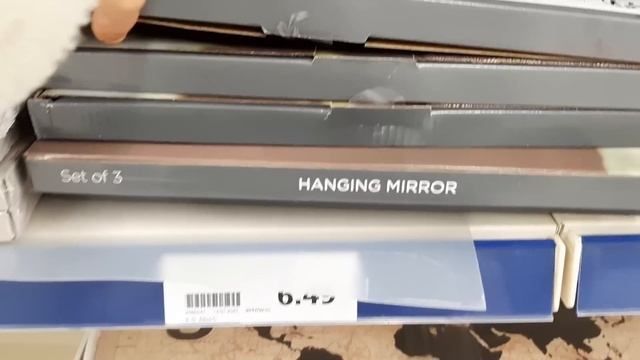 Set of 3
HANGING MIRROR
6.49